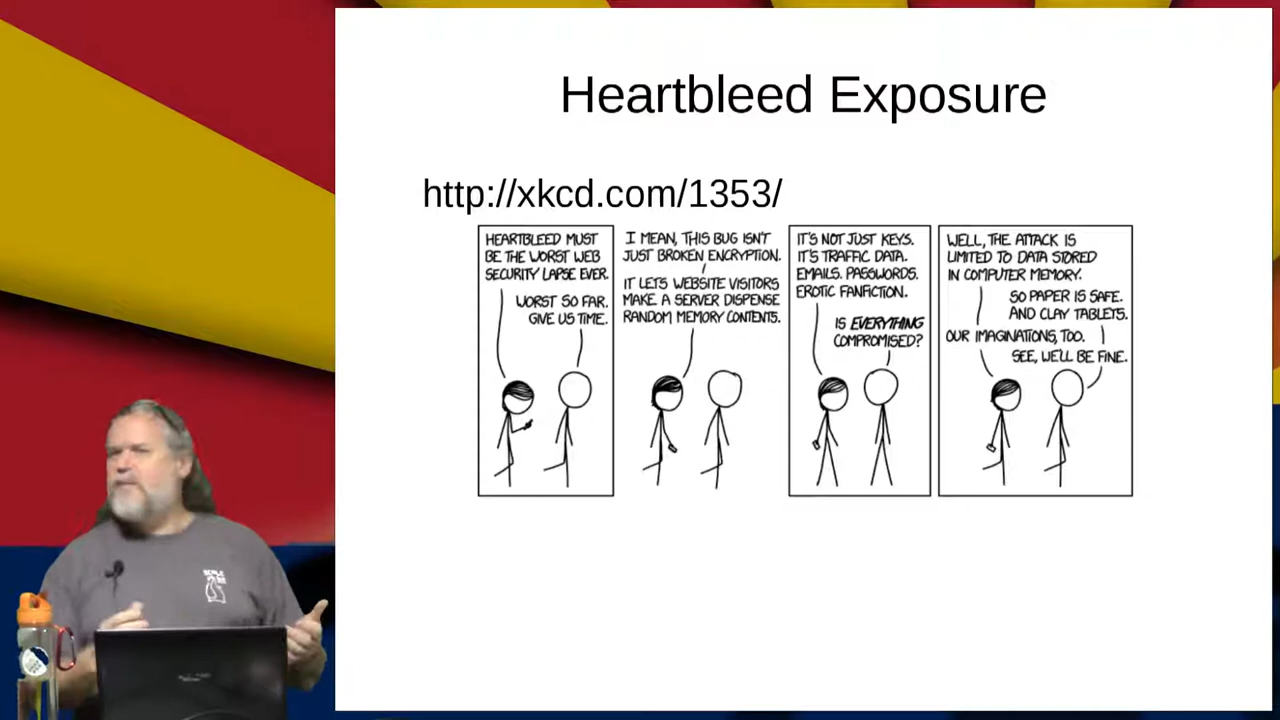 Heartbleed Exposure
http://xkcd.com/1353/
HEARTBLEED MUST
BE THE WORST WEB
SECURITY LAPSE EVER.
WORST SO FAR.
GIVE US TIME.
I MEAN, THIS BUG ISN'T
JUST BROKEN ENCRYPTION.
IT LETS WEBSITE VISITORS
MAKE A SERVER DISPENSE
RANDOM MEMORY CONTENTS.
IT'S NOT JUST KEYS.
IT'S TRAFFIC DATA.
EMAILS. PASSWORDS.
EROTIC FANFICTION.
IS EVERYTHING
COMPROMISED?
WELL, THE ATTACK IS
LIMITED TO DATA STORED
IN COMPUTER MEMORY.
SO PAPER IS SAFE.
AND CLAY TABLETS.
OUR IMAGINATIONS, TOO.
SEE, WE'LL BE FINE.